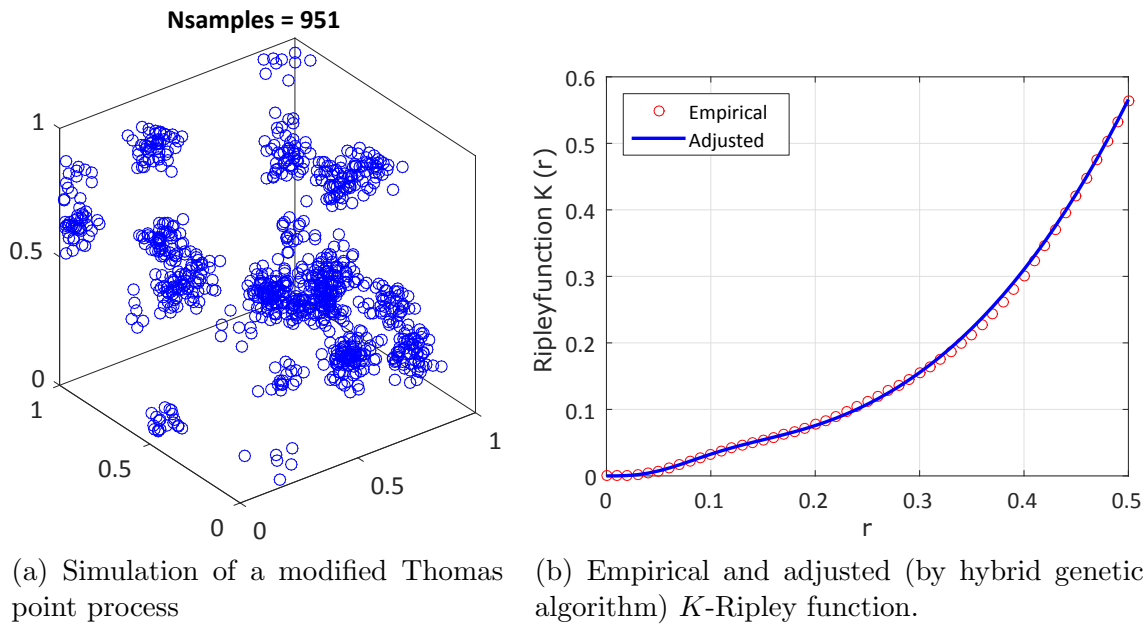 Nsamples = 951
1
0.5
0
1
0.5
0
0
0.5
1
0.6
0.5
0.4
0.3
0.2
0.1
0
0
0.1
0.2
0.3
0.4
0.5
Ripleyfunction K (r)
r
Empirical
Adjusted
(a) Simulation of a modified Thomas
point process
(b) Empirical and adjusted (by hybrid genetic
algorithm) K-Ripley function.